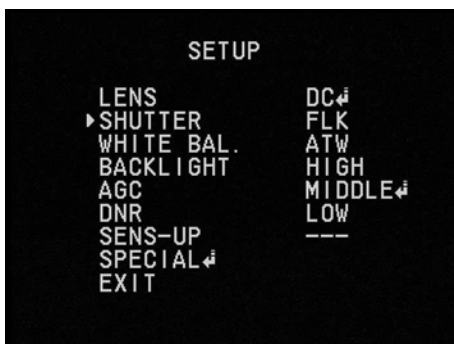 SETUP
LENS DC↲
▶SHUTTER FLK
WHITE BAL. ATW
BACKLIGHT HIGH
AGC MIDDLE↲
DNR LOW
SENS-UP ---
SPECIAL↲
EXIT